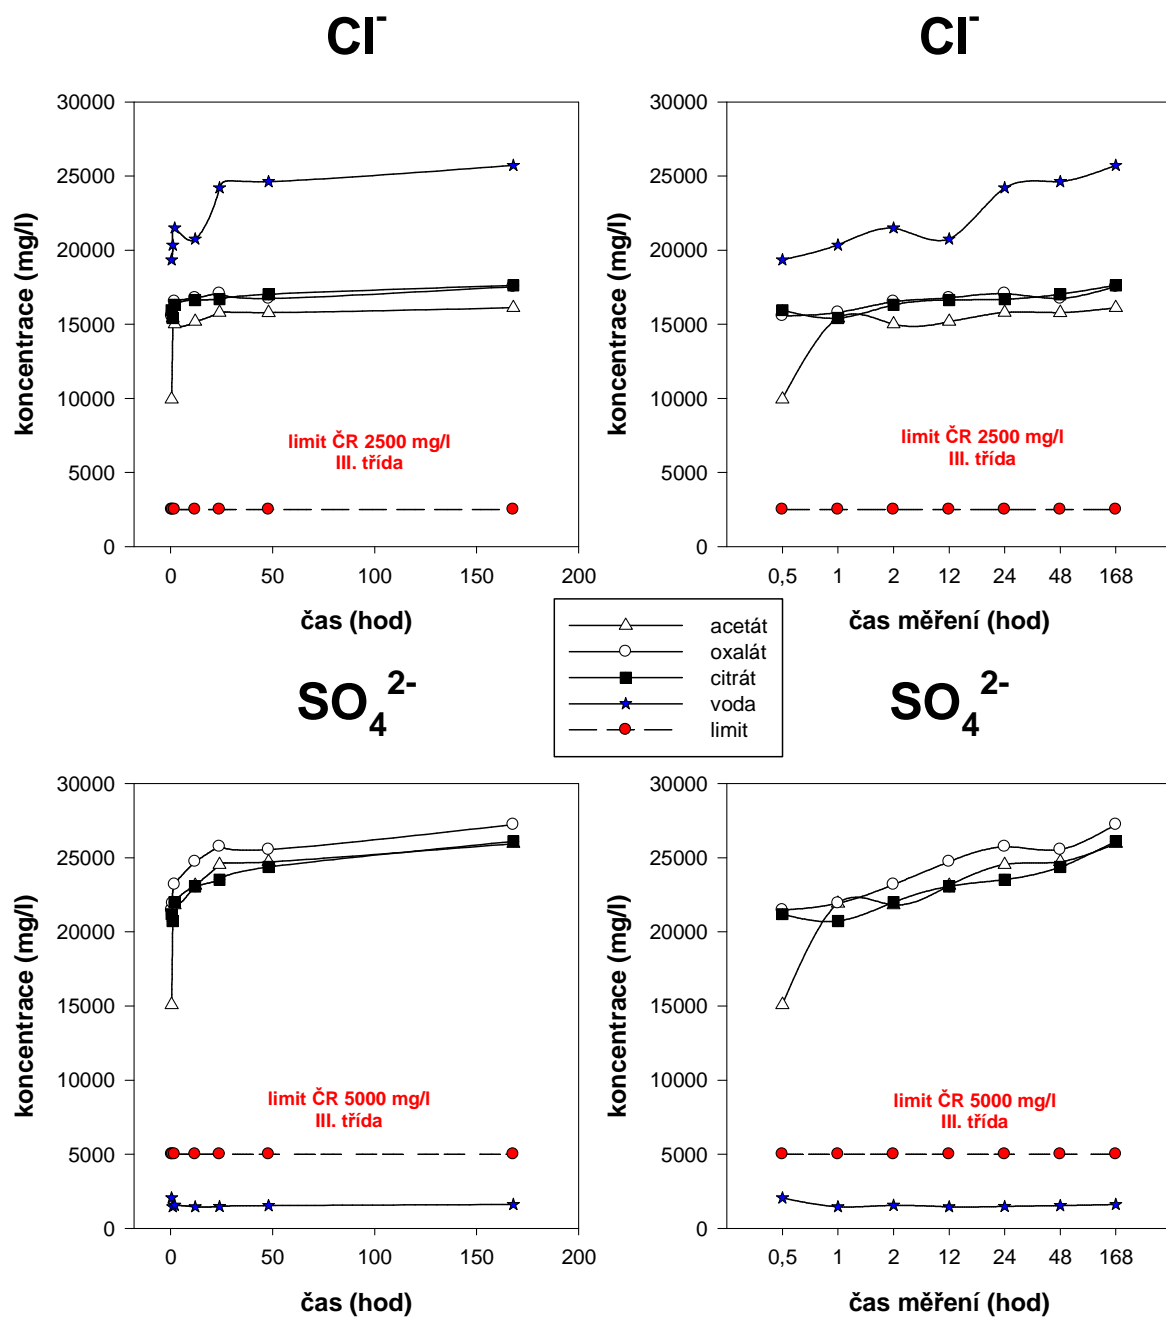 Cl-
30000
25000
20000
15000
10000
5000
0
koncentrace (mg/l)
limit ČR 2500 mg/l
III. třída
0 50 100 150 200
čas (hod)
Cl-
30000
25000
20000
15000
10000
5000
0
koncentrace (mg/l)
limit ČR 2500 mg/l
III. třída
0,5 1 2 12 24 48 168
čas měření (hod)
acetát
oxalát
citrát
voda
limit
SO4 2-
30000
25000
20000
15000
10000
5000
0
koncentrace (mg/l)
limit ČR 5000 mg/l
III. třída
0 50 100 150 200
čas (hod)
SO4 2-
30000
25000
20000
15000
10000
5000
0
koncentrace (mg/l)
limit ČR 5000 mg/l
III. třída
0,5 1 2 12 24 48 168
čas měření (hod)